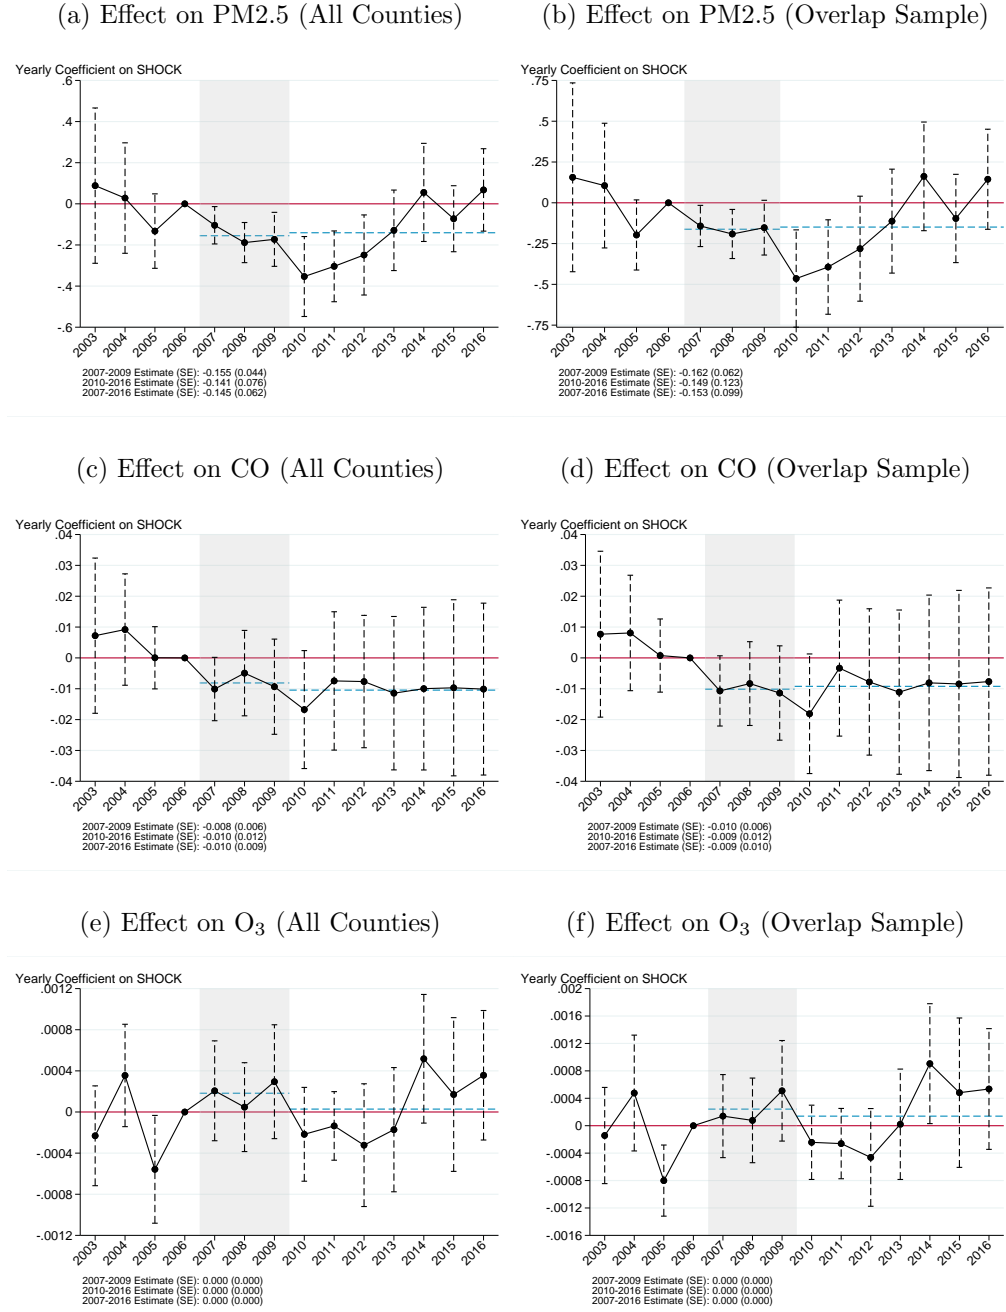 (a) Effect on PM2.5 (All Counties)
Yearly Coefficient on SHOCK
.6
.4
.2
0
-.2
-.4
-.6
2003 2004 2005 2006 2007 2008 2009 2010 2011 2012 2013 2014 2015 2016
2007-2009 Estimate (SE): -0.155 (0.044)
2010-2016 Estimate (SE): -0.141 (0.076)
2007-2016 Estimate (SE): -0.145 (0.062)
(b) Effect on PM2.5 (Overlap Sample)
Yearly Coefficient on SHOCK
.75
.5
.25
0
-.25
-.5
-.75
2003 2004 2005 2006 2007 2008 2009 2010 2011 2012 2013 2014 2015 2016
2007-2009 Estimate (SE): -0.162 (0.062)
2010-2016 Estimate (SE): -0.149 (0.123)
2007-2016 Estimate (SE): -0.153 (0.099)
(c) Effect on CO (All Counties)
Yearly Coefficient on SHOCK
.04
.03
.02
.01
0
-.01
-.02
-.03
-.04
2003 2004 2005 2006 2007 2008 2009 2010 2011 2012 2013 2014 2015 2016
2007-2009 Estimate (SE): -0.008 (0.006)
2010-2016 Estimate (SE): -0.010 (0.012)
2007-2016 Estimate (SE): -0.010 (0.009)
(d) Effect on CO (Overlap Sample)
Yearly Coefficient on SHOCK
.04
.03
.02
.01
0
-.01
-.02
-.03
-.04
2003 2004 2005 2006 2007 2008 2009 2010 2011 2012 2013 2014 2015 2016
2007-2009 Estimate (SE): -0.010 (0.006)
2010-2016 Estimate (SE): -0.009 (0.012)
2007-2016 Estimate (SE): -0.009 (0.010)
(e) Effect on O₃ (All Counties)
Yearly Coefficient on SHOCK
.0012
.0008
.0004
0
-.0004
-.0008
-.0012
2003 2004 2005 2006 2007 2008 2009 2010 2011 2012 2013 2014 2015 2016
2007-2009 Estimate (SE): 0.000 (0.000)
2010-2016 Estimate (SE): 0.000 (0.000)
2007-2016 Estimate (SE): 0.000 (0.000)
(f) Effect on O₃ (Overlap Sample)
Yearly Coefficient on SHOCK
.002
.0016
.0012
.0008
.0004
0
-.0004
-.0008
-.0012
-.0016
2003 2004 2005 2006 2007 2008 2009 2010 2011 2012 2013 2014 2015 2016
2007-2009 Estimate (SE): 0.000 (0.000)
2010-2016 Estimate (SE): 0.000 (0.000)
2007-2016 Estimate (SE): 0.000 (0.000)